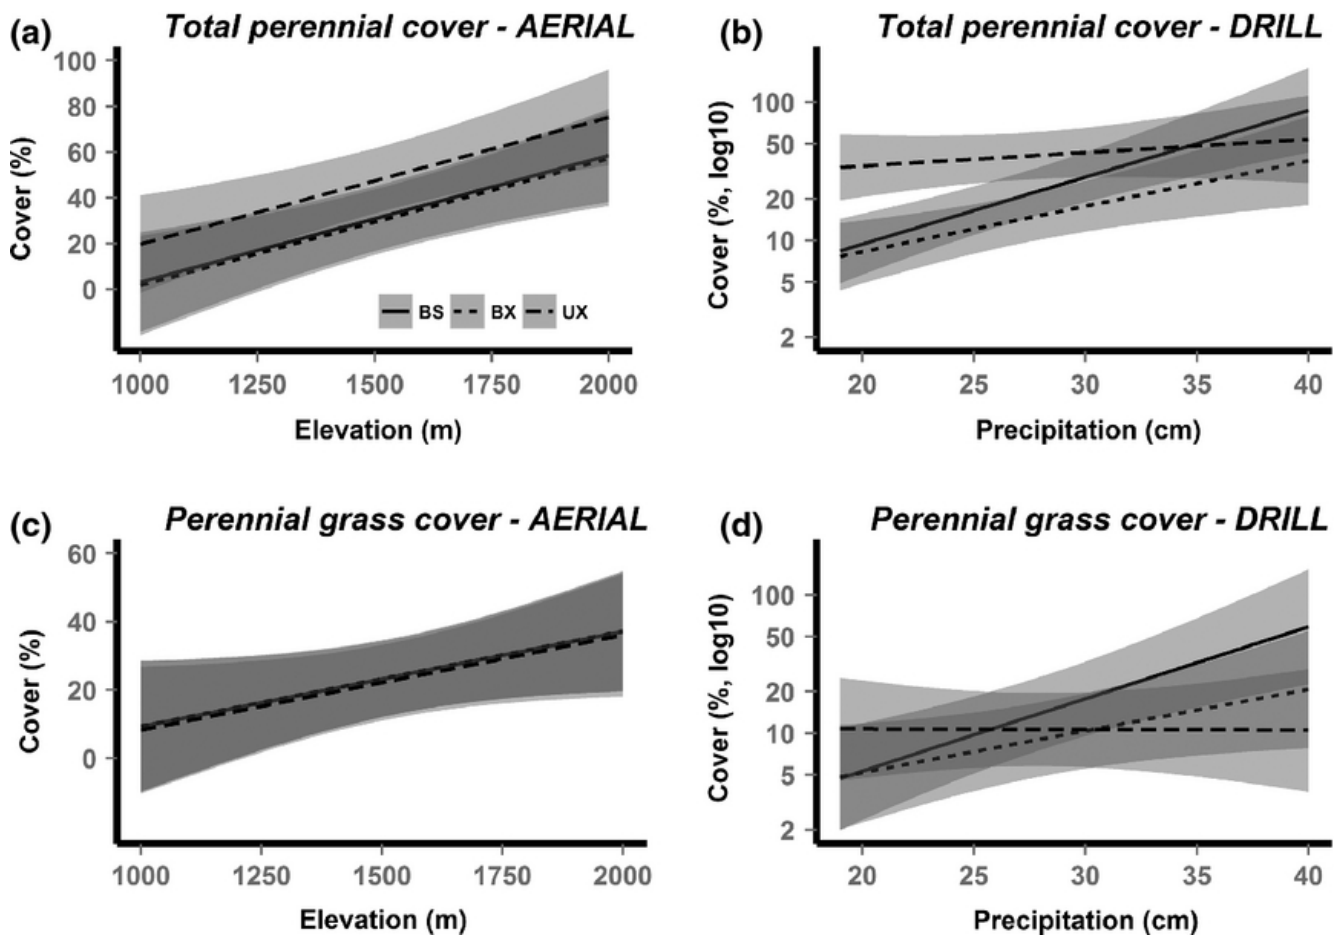 (a) Total perennial cover - AERIAL
Cover (%)
100
80
60
40
20
0
BS BX UX
1000 1250 1500 1750 2000
Elevation (m)
(b) Total perennial cover - DRILL
Cover (%, log10)
100
50
20
10
5
2
20 25 30 35 40
Precipitation (cm)
(c) Perennial grass cover - AERIAL
Cover (%)
60
40
20
0
1000 1250 1500 1750 2000
Elevation (m)
(d) Perennial grass cover - DRILL
Cover (%, log10)
100
50
20
10
5
2
20 25 30 35 40
Precipitation (cm)